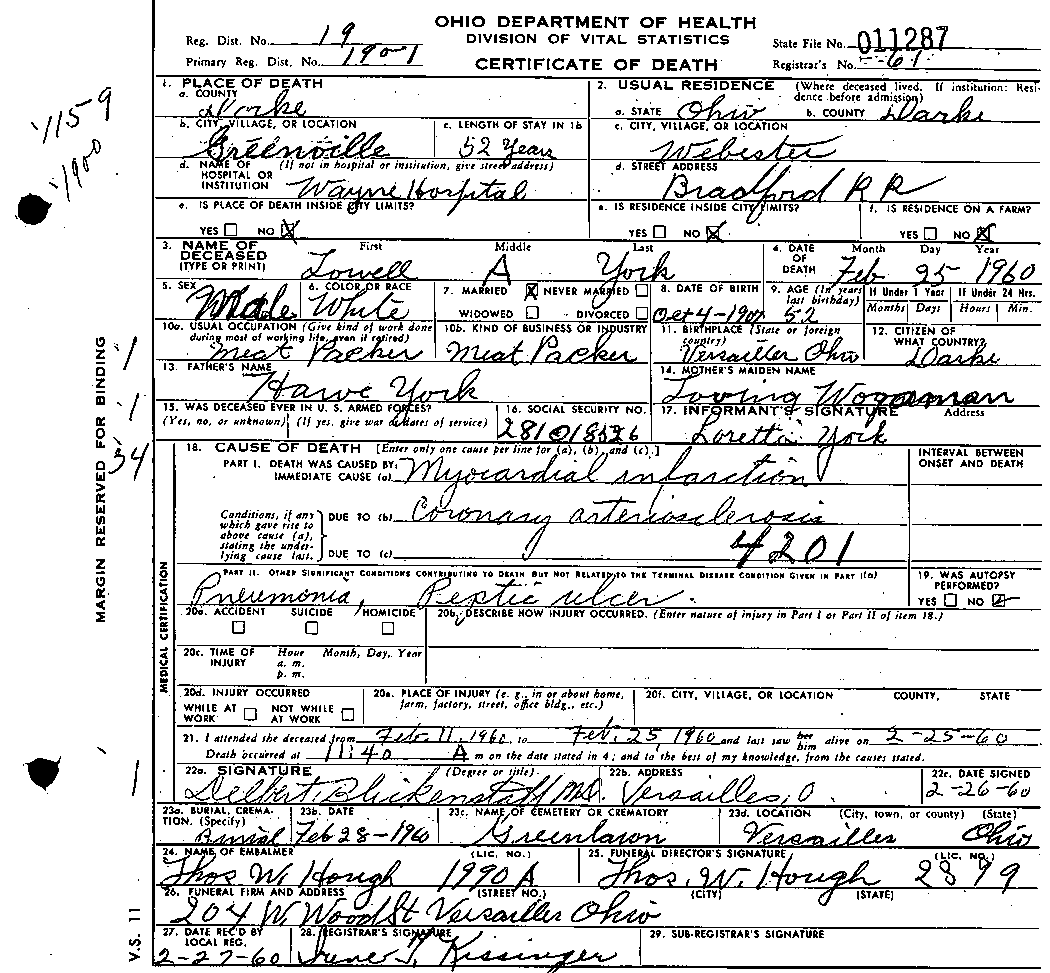 OHIO DEPARTMENT OF HEALTH
DIVISION OF VITAL STATISTICS
CERTIFICATE OF DEATH
Reg. Dist. No. 19
Primary Reg. Dist. No. 1901
State File No. 011287
Registrar's No. 61
1159
1900
1. PLACE OF DEATH
a. COUNTY
Darke
b. CITY, VILLAGE, OR LOCATION
Greenville
c. LENGTH OF STAY IN 1b
52 Years
d. NAME OF HOSPITAL OR INSTITUTION (If not in hospital or institution, give street address)
Wayne Hospital
e. IS PLACE OF DEATH INSIDE CITY LIMITS?
YES ☐ NO ☒
2. USUAL RESIDENCE (Where deceased lived. If institution: Residence before admission)
a. STATE Ohio b. COUNTY Darke
c. CITY, VILLAGE, OR LOCATION
Webester
d. STREET ADDRESS
Bradford R R
e. IS RESIDENCE INSIDE CITY LIMITS?
YES ☐ NO ☒
f. IS RESIDENCE ON A FARM?
YES ☐ NO ☒
3. NAME OF DECEASED (TYPE OR PRINT)
First Middle Last
Lowell A York
4. DATE OF DEATH Month Day Year
Feb 25 1960
5. SEX
Male
6. COLOR OR RACE
White
7. MARRIED ☒ NEVER MARRIED ☐
WIDOWED ☐ DIVORCED ☐
8. DATE OF BIRTH
Oct 4-1907
9. AGE (In years last birthday)
52
If Under 1 Year If Under 24 Hrs.
Months Days Hours Min.
10a. USUAL OCCUPATION (Give kind of work done during most of working life, even if retired)
Meat Packer
10b. KIND OF BUSINESS OR INDUSTRY
Meat Packer
11. BIRTHPLACE (State or foreign country)
Versailles Ohio
12. CITIZEN OF WHAT COUNTRY?
Darke
13. FATHER'S NAME
Harve York
14. MOTHER'S MAIDEN NAME
Loving Wogaman
15. WAS DECEASED EVER IN U. S. ARMED FORCES?
(Yes, no, or unknown) (If yes, give war or dates of service)
16. SOCIAL SECURITY NO.
281018526
17. INFORMANT'S SIGNATURE Address
Loretta York
MARGIN RESERVED FOR BINDING
1
1
34
1
MEDICAL CERTIFICATION
18. CAUSE OF DEATH [Enter only one cause per line for (a), (b), and (c).]
INTERVAL BETWEEN ONSET AND DEATH
PART I. DEATH WAS CAUSED BY:
IMMEDIATE CAUSE (a) Myocardial infarction
Conditions, if any which gave rise to above cause (a), stating the underlying cause last.
DUE TO (b) Coronary arteriosclerosis
4201
DUE TO (c)
PART II. OTHER SIGNIFICANT CONDITIONS CONTRIBUTING TO DEATH BUT NOT RELATED TO THE TERMINAL DISEASE CONDITION GIVEN IN PART I(a)
Pneumonia, Peptic ulcer.
19. WAS AUTOPSY PERFORMED?
YES ☐ NO ☒
20a. ACCIDENT SUICIDE HOMICIDE
☐ ☐ ☐
20b. DESCRIBE HOW INJURY OCCURRED. (Enter nature of injury in Part I or Part II of item 18.)
20c. TIME OF INJURY Hour Month, Day, Year
a. m.
p. m.
20d. INJURY OCCURRED
WHILE AT WORK ☐ NOT WHILE AT WORK ☐
20e. PLACE OF INJURY (e. g., in or about home, farm, factory, street, office bldg., etc.)
20f. CITY, VILLAGE, OR LOCATION COUNTY, STATE
21. I attended the deceased from Feb 11, 1960 to Feb. 25 1960 and last saw her him alive on 2-25-60
Death occurred at 11:40 A m on the date stated in 4; and to the best of my knowledge, from the causes stated.
22a. SIGNATURE (Degree or title)
Delbert Blickenstaff M.D.
22b. ADDRESS
Versailles, O.
22c. DATE SIGNED
2-26-60
23a. BURIAL, CREMATION. (Specify)
Burial
23b. DATE
Feb 28-1960
23c. NAME OF CEMETERY OR CREMATORY
Greenlawn
23d. LOCATION (City, town, or county) (State)
Versailles Ohio
24. NAME OF EMBALMER (LIC. NO.)
Thos W. Hough 1990A
25. FUNERAL DIRECTOR'S SIGNATURE (LIC. NO.)
Thos. W. Hough 2899
26. FUNERAL FIRM AND ADDRESS (STREET NO.) (CITY) (STATE)
204 W. Wood St Versailles Ohio
27. DATE REC'D BY LOCAL REG.
2-27-60
28. REGISTRAR'S SIGNATURE
Irene Kissinger
29. SUB-REGISTRAR'S SIGNATURE
V.S. 11